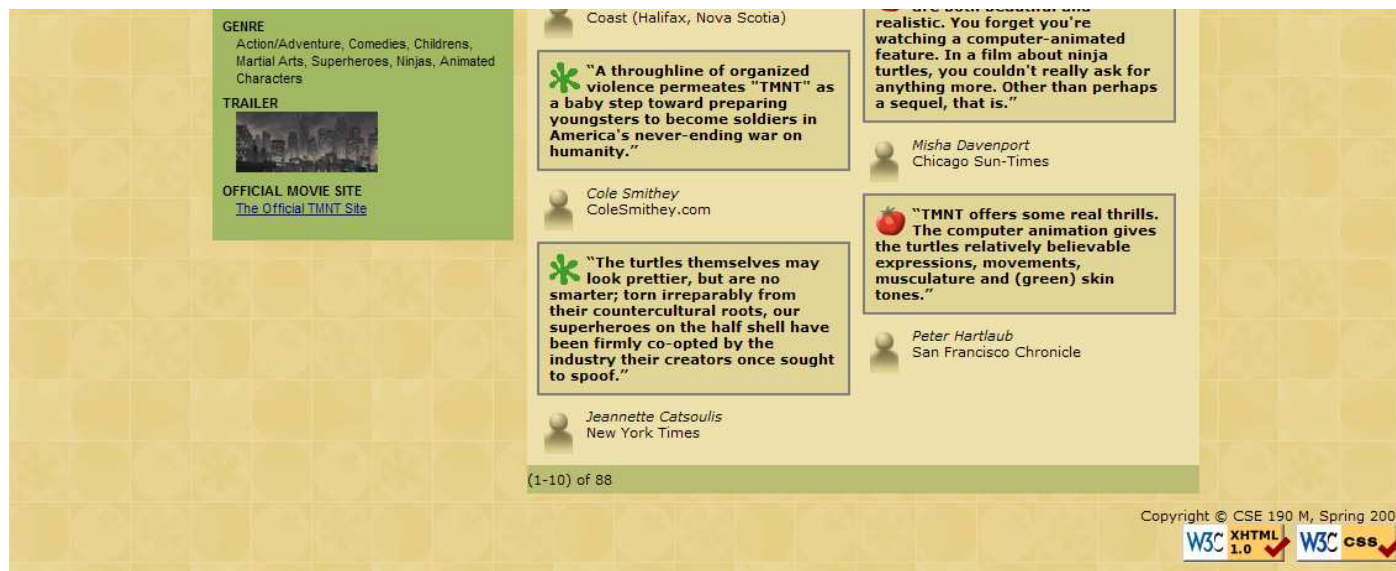 GENRE
Action/Adventure, Comedies, Childrens,
Martial Arts, Superheroes, Ninjas, Animated
Characters
TRAILER
OFFICIAL MOVIE SITE
The Official TMNT Site
Coast (Halifax, Nova Scotia)
“A throughline of organized
violence permeates "TMNT" as
a baby step toward preparing
youngsters to become soldiers in
America's never-ending war on
humanity.”
Cole Smithey
ColeSmithey.com
“The turtles themselves may
look prettier, but are no
smarter; torn irreparably from
their countercultural roots, our
superheroes on the half shell have
been firmly co-opted by the
industry their creators once sought
to spoof.”
Jeannette Catsoulis
New York Times
are both beautiful and
realistic. You forget you're
watching a computer-animated
feature. In a film about ninja
turtles, you couldn't really ask for
anything more. Other than perhaps
a sequel, that is.”
Misha Davenport
Chicago Sun-Times
“TMNT offers some real thrills.
The computer animation gives
the turtles relatively believable
expressions, movements,
musculature and (green) skin
tones.”
Peter Hartlaub
San Francisco Chronicle
(1-10) of 88
Copyright © CSE 190 M, Spring 200
W3C XHTML 1.0 W3C css